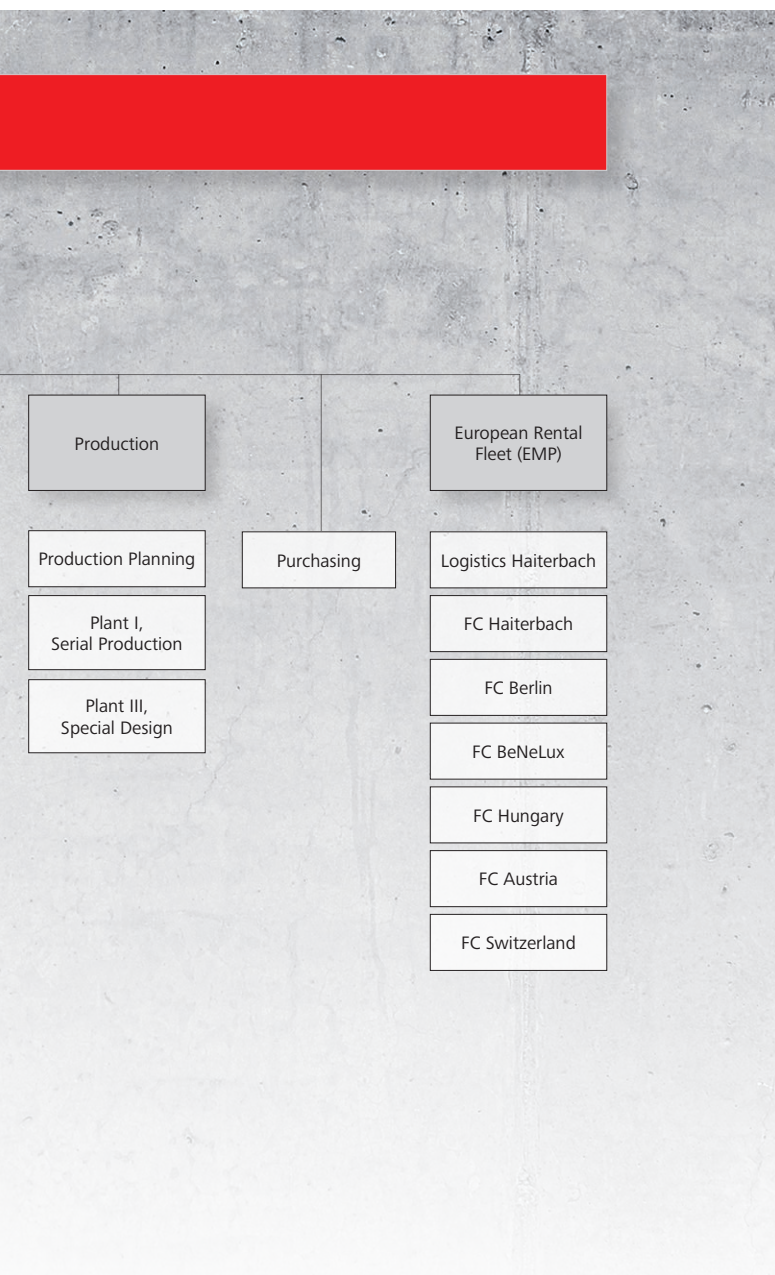 Production
European Rental
Fleet (EMP)
Production Planning
Plant I,
Serial Production
Plant III,
Special Design
Purchasing
Logistics Haiterbach
FC Haiterbach
FC Berlin
FC BeNeLux
FC Hungary
FC Austria
FC Switzerland